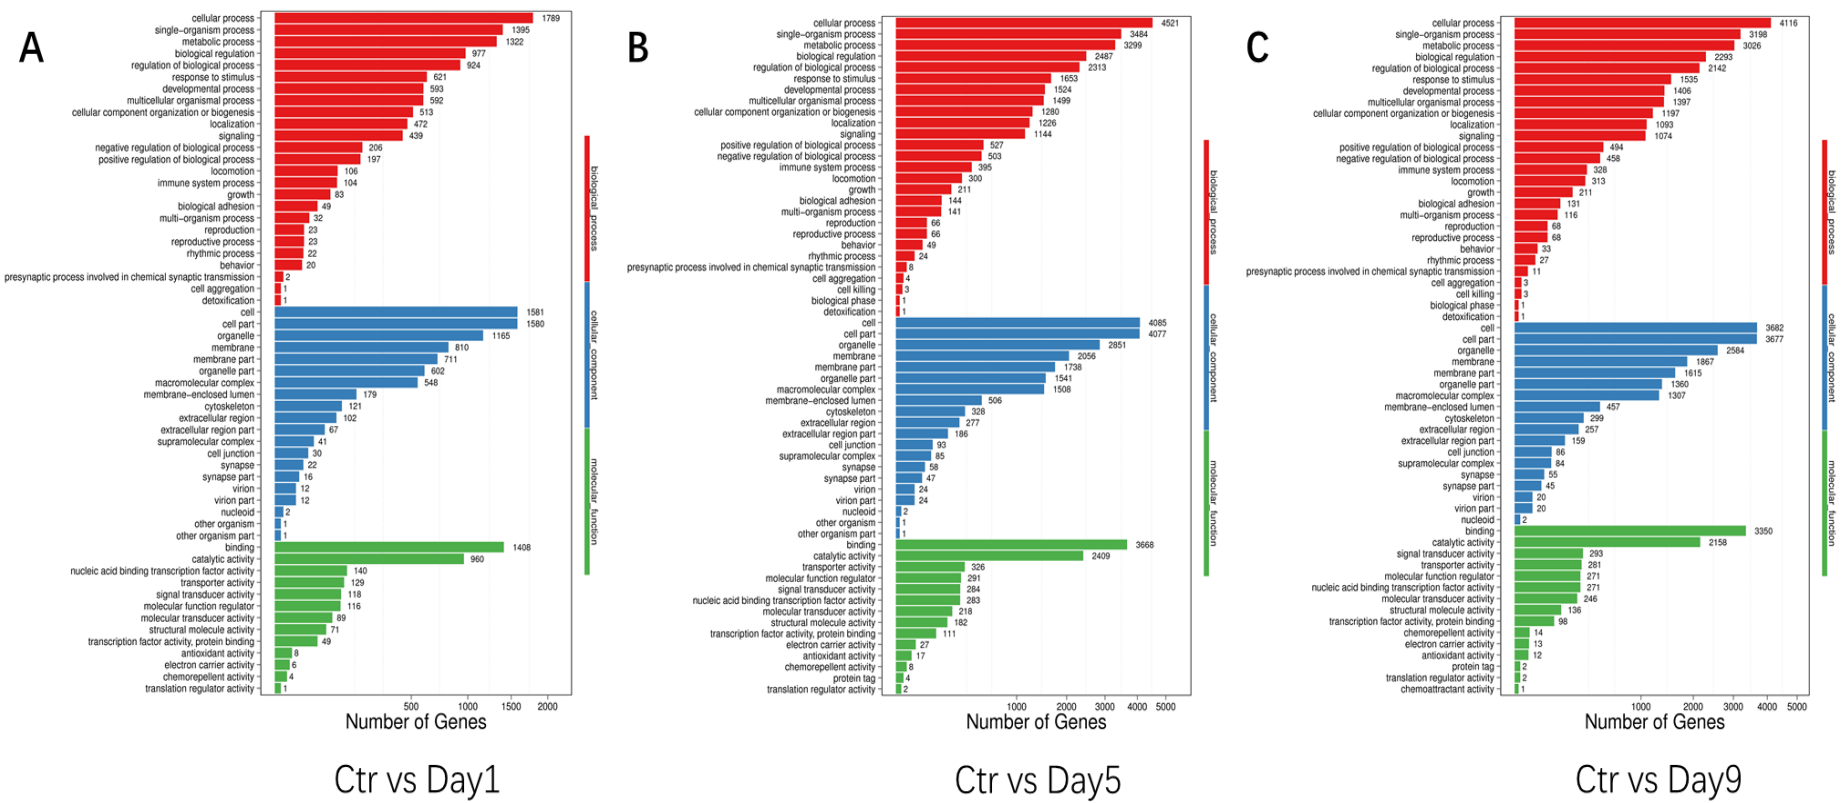 A
cellular process 1789
single-organism process 1395
metabolic process 1322
biological regulation 977
regulation of biological process 924
response to stimulus 621
developmental process 593
multicellular organismal process 592
cellular component organization or biogenesis 513
localization 472
signaling 439
negative regulation of biological process 206
positive regulation of biological process 197
locomotion 106
immune system process 104
growth 83
biological adhesion 49
multi-organism process 32
reproduction 23
reproductive process 23
rhythmic process 22
behavior 20
presynaptic process involved in chemical synaptic transmission 2
cell aggregation 1
detoxification 1
cell 1581
cell part 1580
organelle 1165
membrane 810
membrane part 711
organelle part 602
macromolecular complex 548
membrane-enclosed lumen 179
cytoskeleton 121
extracellular region 102
extracellular region part 67
supramolecular complex 41
cell junction 30
synapse 22
synapse part 16
virion 12
virion part 12
nucleoid 2
other organism 1
other organism part 1
binding 1408
catalytic activity 960
nucleic acid binding transcription factor activity 140
transporter activity 129
signal transducer activity 118
molecular function regulator 116
molecular transducer activity 89
structural molecule activity 71
transcription factor activity, protein binding 49
antioxidant activity 8
electron carrier activity 6
chemorepellent activity 4
translation regulator activity 1
500 1000 1500 2000
Number of Genes
biological_process
cellular_component
molecular_function
Ctr vs Day1
B
cellular process 4521
single-organism process 3484
metabolic process 3299
biological regulation 2487
regulation of biological process 2313
response to stimulus 1653
developmental process 1524
multicellular organismal process 1499
cellular component organization or biogenesis 1280
localization 1226
signaling 1144
positive regulation of biological process 527
negative regulation of biological process 503
immune system process 395
locomotion 300
growth 211
biological adhesion 144
multi-organism process 141
reproduction 66
reproductive process 66
behavior 49
rhythmic process 24
presynaptic process involved in chemical synaptic transmission 8
cell aggregation 4
cell killing 3
biological phase 1
detoxification 1
cell 4085
cell part 4077
organelle 2851
membrane 2056
membrane part 1738
organelle part 1541
macromolecular complex 1508
membrane-enclosed lumen 506
cytoskeleton 328
extracellular region 277
extracellular region part 186
cell junction 93
supramolecular complex 85
synapse 58
synapse part 47
virion 24
virion part 24
nucleoid 2
other organism 1
other organism part 1
binding 3668
catalytic activity 2409
transporter activity 326
molecular function regulator 291
signal transducer activity 284
nucleic acid binding transcription factor activity 283
molecular transducer activity 218
structural molecule activity 182
transcription factor activity, protein binding 111
electron carrier activity 27
antioxidant activity 17
chemorepellent activity 8
protein tag 4
translation regulator activity 2
1000 2000 3000 4000 5000
Number of Genes
biological_process
cellular_component
molecular_function
Ctr vs Day5
C
cellular process 4116
single-organism process 3198
metabolic process 3026
biological regulation 2293
regulation of biological process 2142
response to stimulus 1535
developmental process 1406
multicellular organismal process 1397
cellular component organization or biogenesis 1197
localization 1093
signaling 1074
positive regulation of biological process 494
negative regulation of biological process 458
immune system process 328
locomotion 313
growth 211
biological adhesion 131
multi-organism process 116
reproduction 68
reproductive process 68
behavior 33
rhythmic process 27
presynaptic process involved in chemical synaptic transmission 11
cell aggregation 3
cell killing 3
biological phase 1
detoxification 1
cell 3682
cell part 3677
organelle 2584
membrane 1867
membrane part 1615
organelle part 1360
macromolecular complex 1307
membrane-enclosed lumen 457
cytoskeleton 299
extracellular region 257
extracellular region part 159
cell junction 86
supramolecular complex 84
synapse 55
synapse part 45
virion 20
virion part 20
nucleoid 2
binding 3350
catalytic activity 2158
signal transducer activity 293
transporter activity 281
molecular function regulator 271
nucleic acid binding transcription factor activity 271
molecular transducer activity 246
structural molecule activity 136
transcription factor activity, protein binding 98
chemorepellent activity 14
electron carrier activity 13
antioxidant activity 12
protein tag 2
translation regulator activity 2
chemoattractant activity 1
1000 2000 3000 4000 5000
Number of Genes
biological_process
cellular_component
molecular_function
Ctr vs Day9